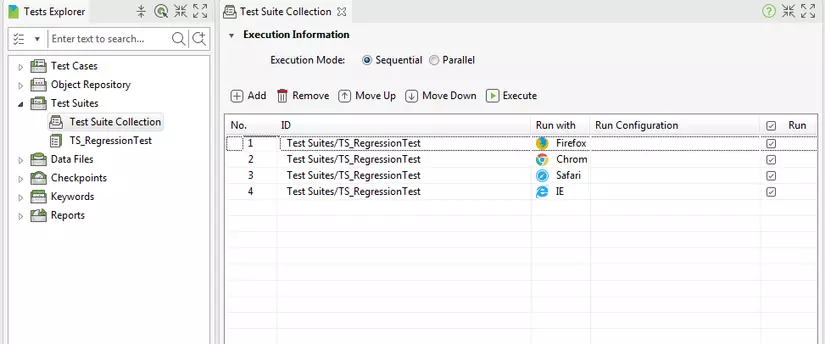 Tests Explorer
Enter text to search...
Test Cases
Object Repository
Test Suites
Test Suite Collection
TS_RegressionTest
Data Files
Checkpoints
Keywords
Reports
Test Suite Collection
Execution Information
Execution Mode: Sequential Parallel
Add Remove Move Up Move Down Execute
No. ID Run with Run Configuration Run
1 Test Suites/TS_RegressionTest Firefox
2 Test Suites/TS_RegressionTest Chrom
3 Test Suites/TS_RegressionTest Safari
4 Test Suites/TS_RegressionTest IE